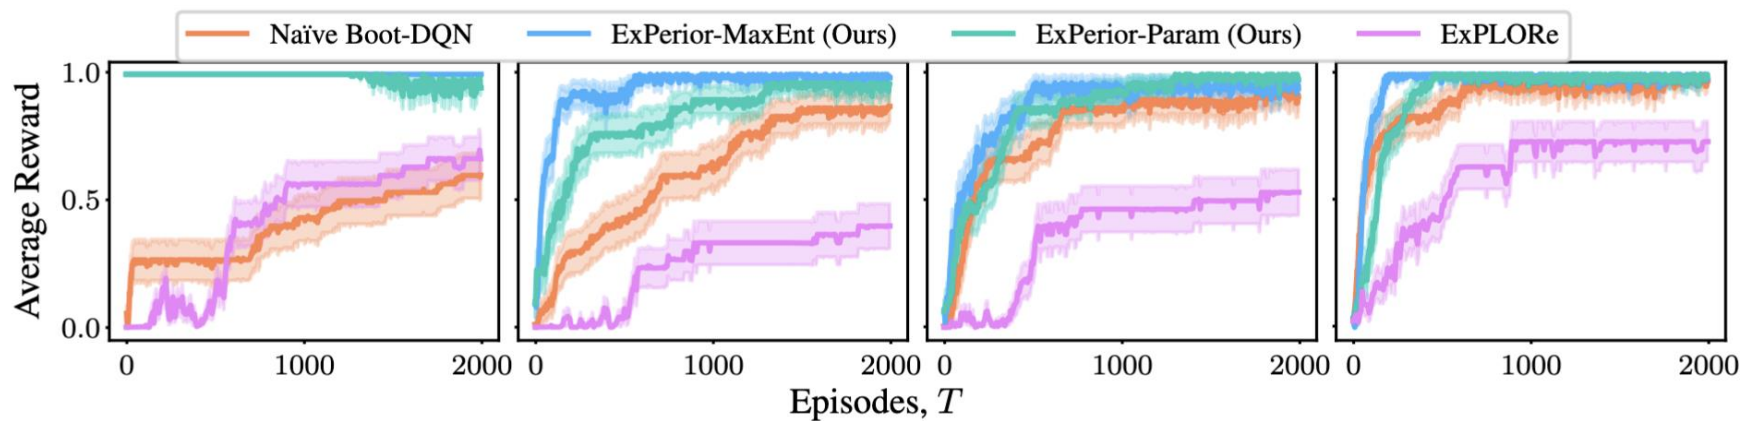 Naïve Boot-DQN ExPerior-MaxEnt (Ours) ExPerior-Param (Ours) ExPLORe
Average Reward
1.0
0.5
0.0
0 1000 2000 0 1000 2000 0 1000 2000 0 1000 2000
Episodes, T